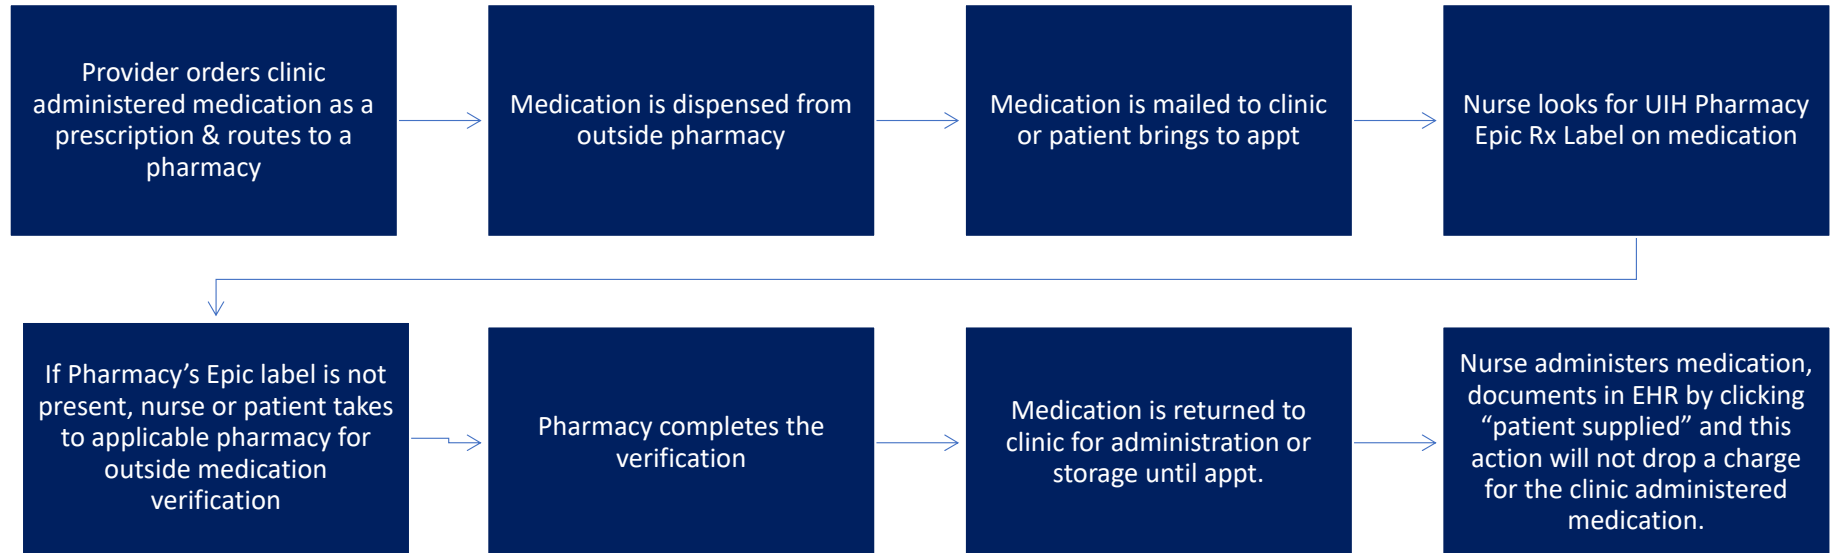 Provider orders clinic
administered medication as a
prescription & routes to a
pharmacy
Medication is dispensed from
outside pharmacy
Medication is mailed to clinic
or patient brings to appt
Nurse looks for UIH Pharmacy
Epic Rx Label on medication
If Pharmacy’s Epic label is not
present, nurse or patient takes
to applicable pharmacy for
outside medication
verification
Pharmacy completes the
verification
Medication is returned to
clinic for administration or
storage until appt.
Nurse administers medication,
documents in EHR by clicking
“patient supplied” and this
action will not drop a charge
for the clinic administered
medication.